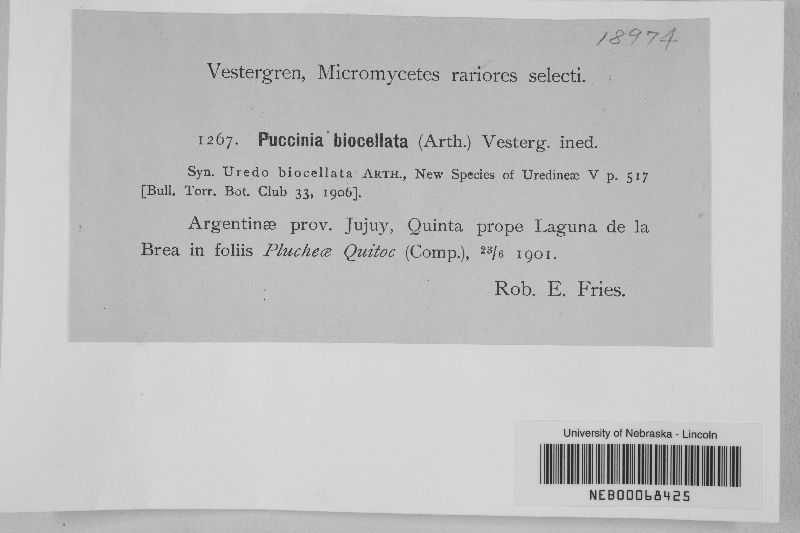 18974
Vestergren, Micromycetes rariores selecti.
1267. Puccinia biocellata (Arth.) Vesterg. ined.
Syn. Uredo biocellata ARTH., New Species of Uredineæ V p. 517
[Bull. Torr. Bot. Club 33, 1906].
Argentinæ prov. Jujuy, Quinta prope Laguna de la
Brea in foliis Plucheæ Quitoc (Comp.), 23/6 1901.
Rob. E. Fries.
University of Nebraska - Lincoln
NEB00068425